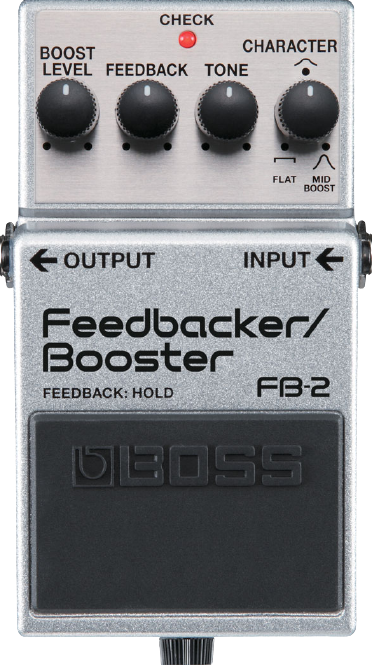 CHECK
BOOST
LEVEL
FEEDBACK
TONE
CHARACTER
FLAT
MID
BOOST
OUTPUT
INPUT
Feedbacker/
Booster
FEEDBACK: HOLD
FB-2
BOSS